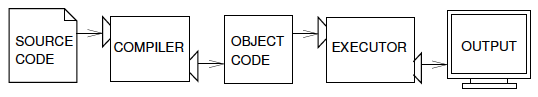 SOURCE
CODE
COMPILER
OBJECT
CODE
EXECUTOR
OUTPUT